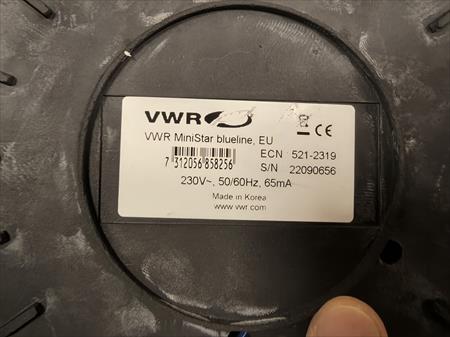 VWR
VWR MiniStar blueline, EU
7 312056 858256
ECN 521-2319
S/N 22090656
230V~, 50/60Hz, 65mA
Made in Korea
www.vwr.com